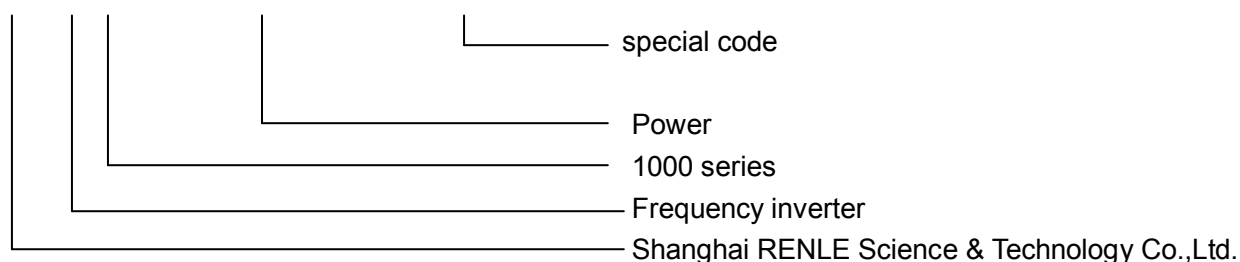 special code
Power
1000 series
Frequency inverter
Shanghai RENLE Science & Technology Co.,Ltd.